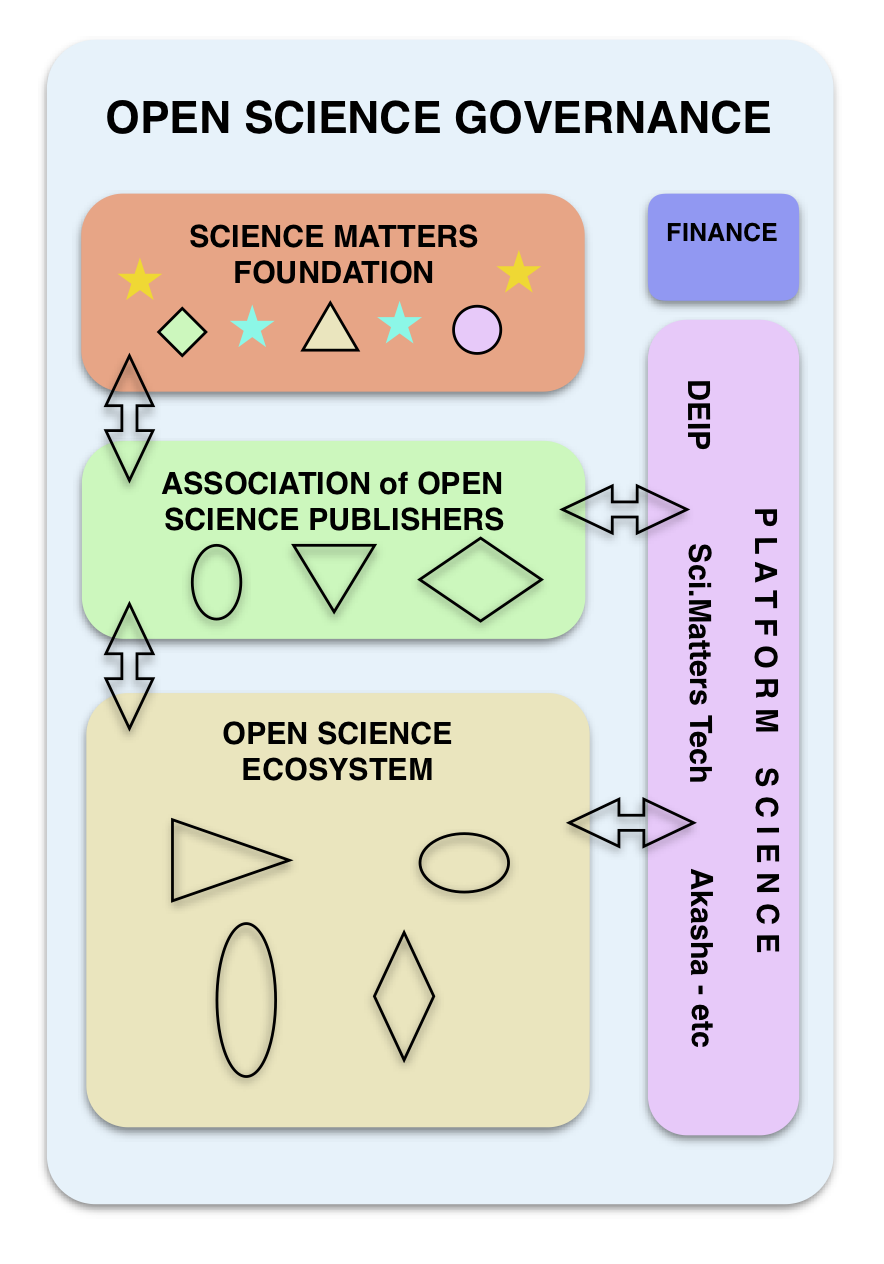 OPEN SCIENCE GOVERNANCE
SCIENCE MATTERS
FOUNDATION
FINANCE
ASSOCIATION of OPEN
SCIENCE PUBLISHERS
OPEN SCIENCE
ECOSYSTEM
PLATFORM SCIENCE
DEIP
Sci.Matters Tech
Akasha - etc